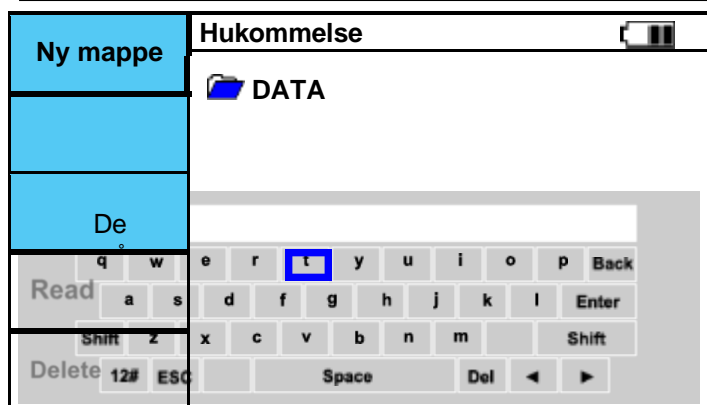 Ny mappe
Hukommelse
DATA
De
q w e r t y u i o p Back
Read
a s d f g h j k l Enter
Shift z x c v b n m Shift
Delete
12# ESC Space Del ◄ ►